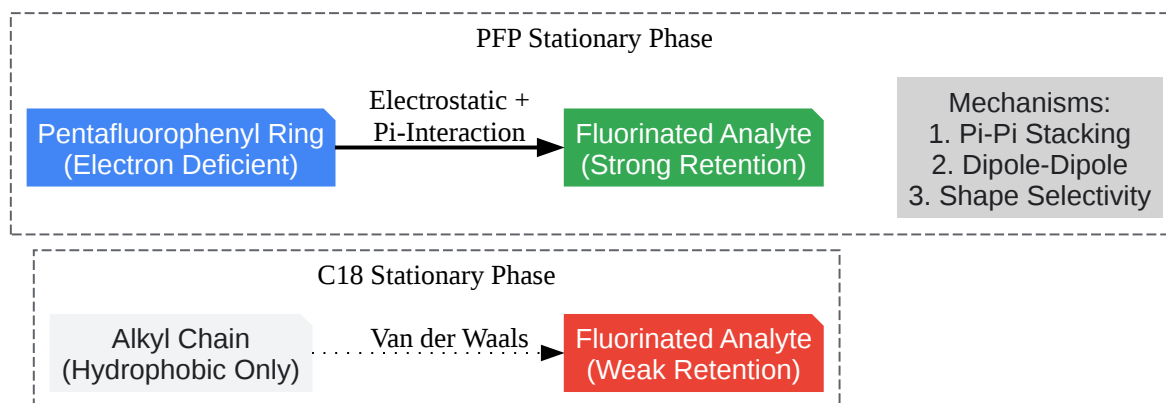 PFP Stationary Phase
Pentafluorophenyl Ring
(Electron Deficient)
Electrostatic +
Pi-Interaction
Fluorinated Analyte
(Strong Retention)
Mechanisms:
1. Pi-Pi Stacking
2. Dipole-Dipole
3. Shape Selectivity
C18 Stationary Phase
Alkyl Chain
(Hydrophobic Only)
Van der Waals
Fluorinated Analyte
(Weak Retention)